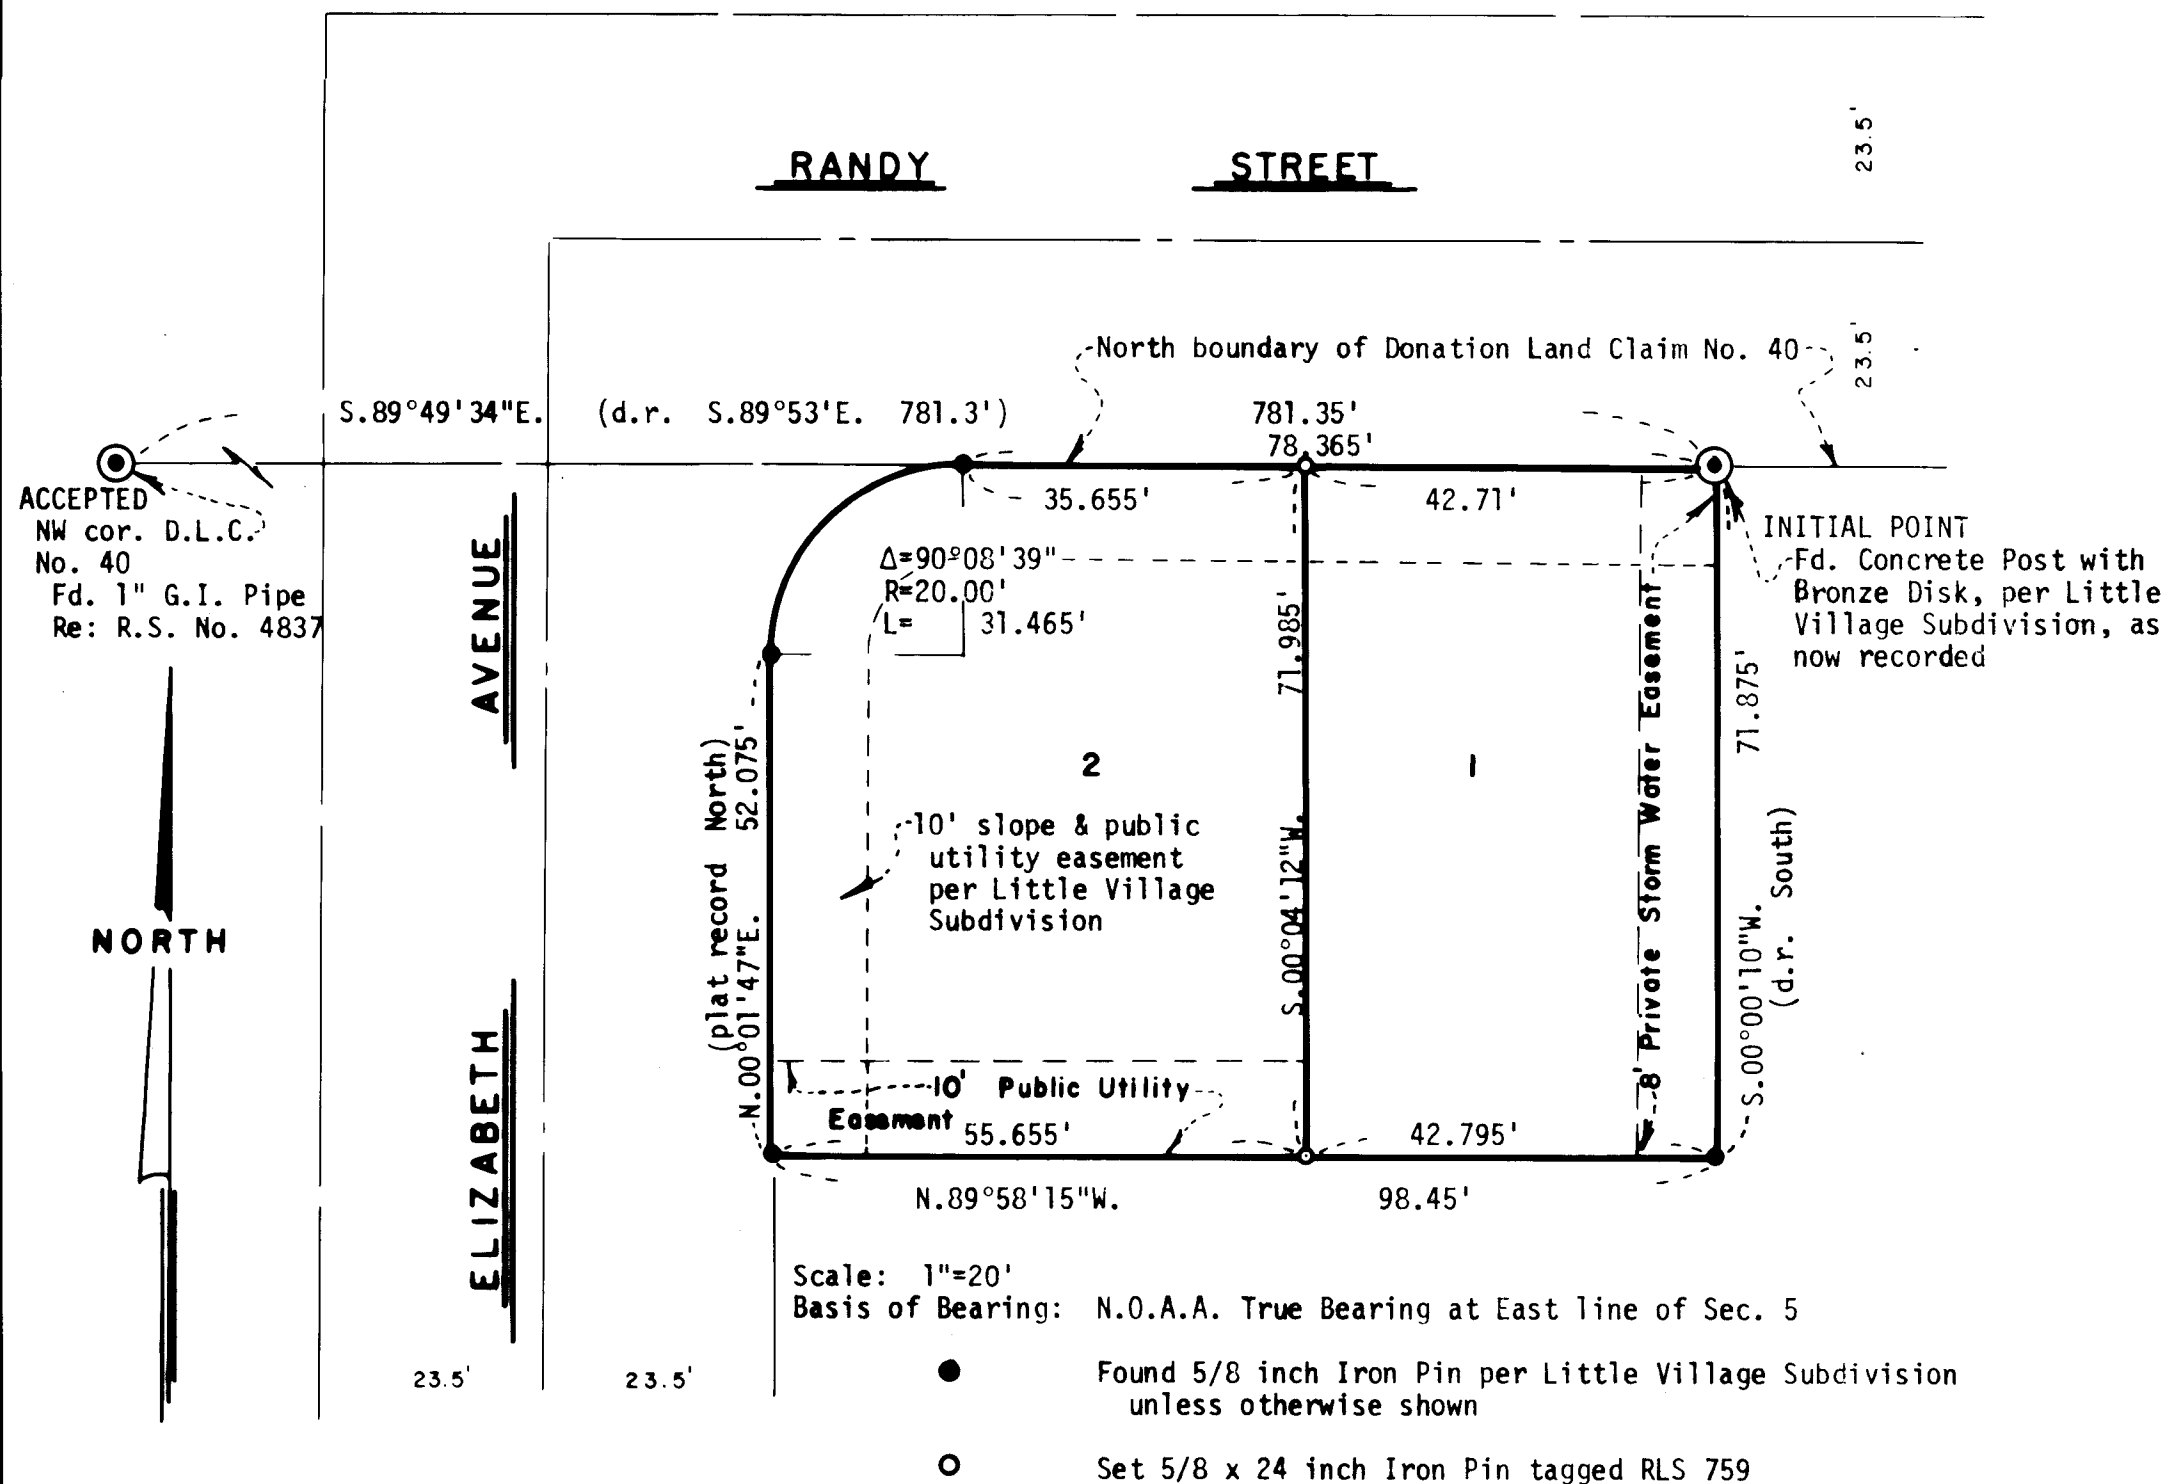 RANDY STREET
23.5'
North boundary of Donation Land Claim No. 40
23.5'
S.89°49'34"E. (d.r. S.89°53'E. 781.3') 781.35'
78.365'
35.655' 42.71'
ACCEPTED
NW cor. D.L.C.
No. 40
Fd. 1" G.I. Pipe
Re: R.S. No. 4837
INITIAL POINT
Fd. Concrete Post with
Bronze Disk, per Little
Village Subdivision, as
now recorded
Δ=90°08'39"
R=20.00'
L= 31.465'
ELIZABETH AVENUE
NORTH
(plat record North)
N.00°01'47"E. 52.075'
2
1
10' slope & public
utility easement
per Little Village
Subdivision
S.00°04'12"W. 71.985'
8' Private Storm Water Easement
S.00°00'10"W. 71.875'
(d.r. South)
10' Public Utility
Easement
55.655' 42.795'
N.89°58'15"W. 98.45'
Scale: 1"=20'
Basis of Bearing: N.O.A.A. True Bearing at East line of Sec. 5
23.5' 23.5'
Found 5/8 inch Iron Pin per Little Village Subdivision
unless otherwise shown
Set 5/8 x 24 inch Iron Pin tagged RLS 759